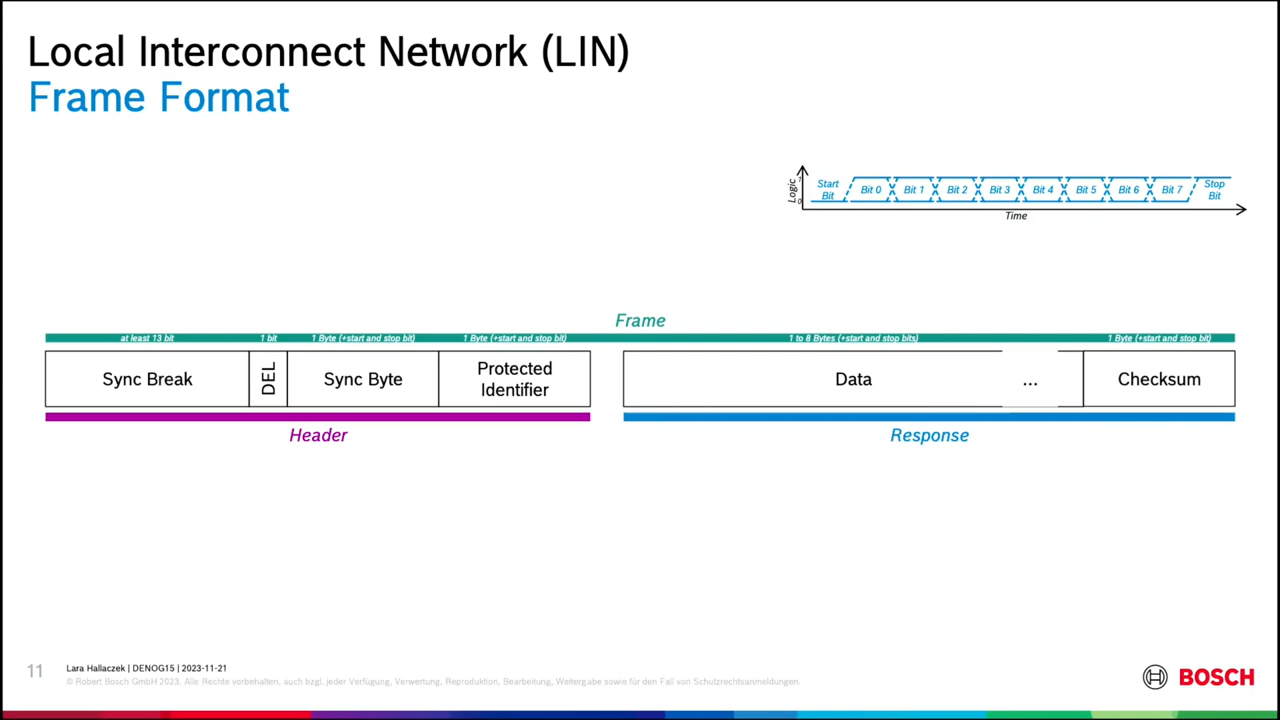 Local Interconnect Network (LIN)
Frame Format
Logic
1
0
Start
Bit
Bit 0
Bit 1
Bit 2
Bit 3
Bit 4
Bit 5
Bit 6
Bit 7
Stop
Bit
Time
Frame
at least 13 bit
1 bit
1 Byte (+start and stop bit)
1 Byte (+start and stop bit)
1 to 8 Bytes (+start and stop bits)
1 Byte (+start and stop bit)
Sync Break
DEL
Sync Byte
Protected
Identifier
Data
...
Checksum
Header
Response
11
Lara Hallaczek | DENOG15 | 2023-11-21
© Robert Bosch GmbH 2023. Alle Rechte vorbehalten, auch bzgl. jeder Verfügung, Verwertung, Reproduktion, Bearbeitung, Weitergabe sowie für den Fall von Schutzrechtsanmeldungen.
BOSCH